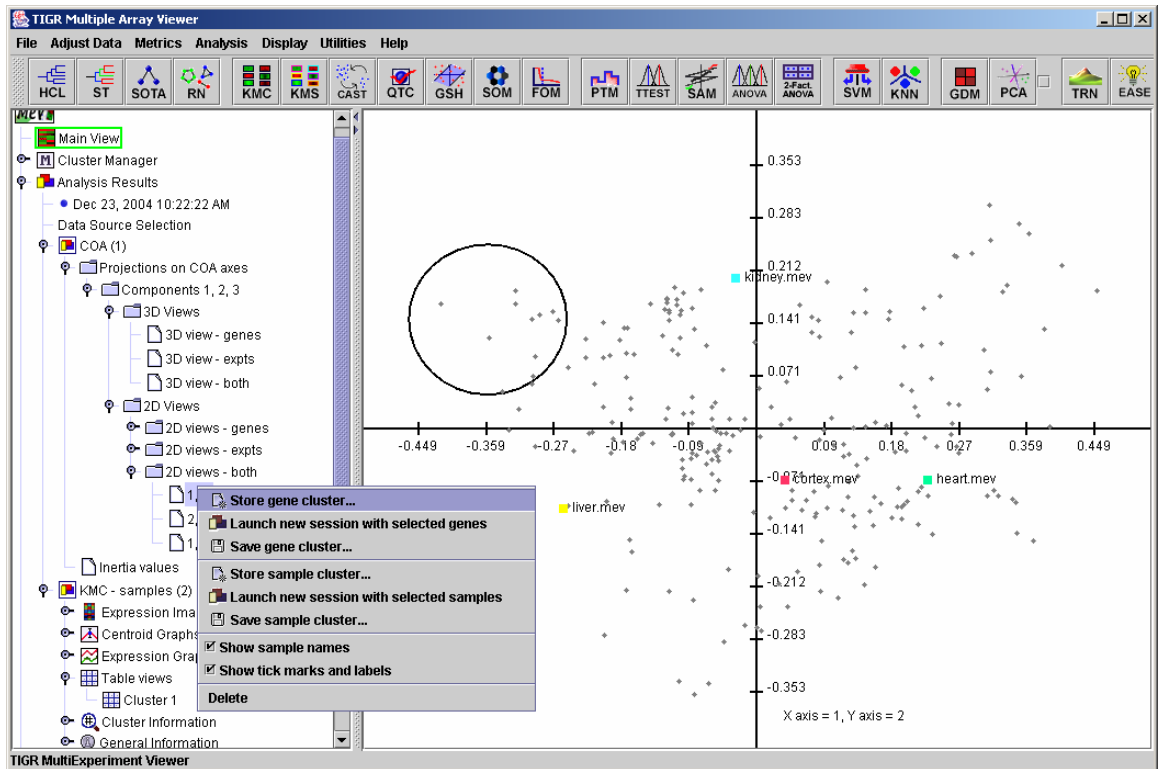 TIGR Multiple Array Viewer
File Adjust Data Metrics Analysis Display Utilities Help
HCL ST SOTA RN KMC KMS CAST QTC GSH SOM FOM PTM TTEST SAM ANOVA 2-Fact. ANOVA SVM KNN GDM PCA TRN EASE
MeV
Main View
M Cluster Manager
Analysis Results
Dec 23, 2004 10:22:22 AM
Data Source Selection
COA (1)
Projections on COA axes
Components 1, 2, 3
3D Views
3D view - genes
3D view - expts
3D view - both
2D Views
2D views - genes
2D views - expts
2D views - both
1,
2,
1,
Inertia values
KMC - samples (2)
Expression Ima
Centroid Graphs
Expression Gra
Table views
Cluster 1
Cluster Information
General Information
Store gene cluster...
Launch new session with selected genes
Save gene cluster...
Store sample cluster...
Launch new session with selected samples
Save sample cluster...
Show sample names
Show tick marks and labels
Delete
0.353
0.283
0.212
kidney.mev
0.141
0.071
-0.449 -0.359 -0.27 -0.18 -0.09 0.09 0.18 0.27 0.359 0.449
-0.071
cortex.mev
heart.mev
liver.mev
-0.141
-0.212
-0.283
-0.353
X axis = 1, Y axis = 2
TIGR MultiExperiment Viewer